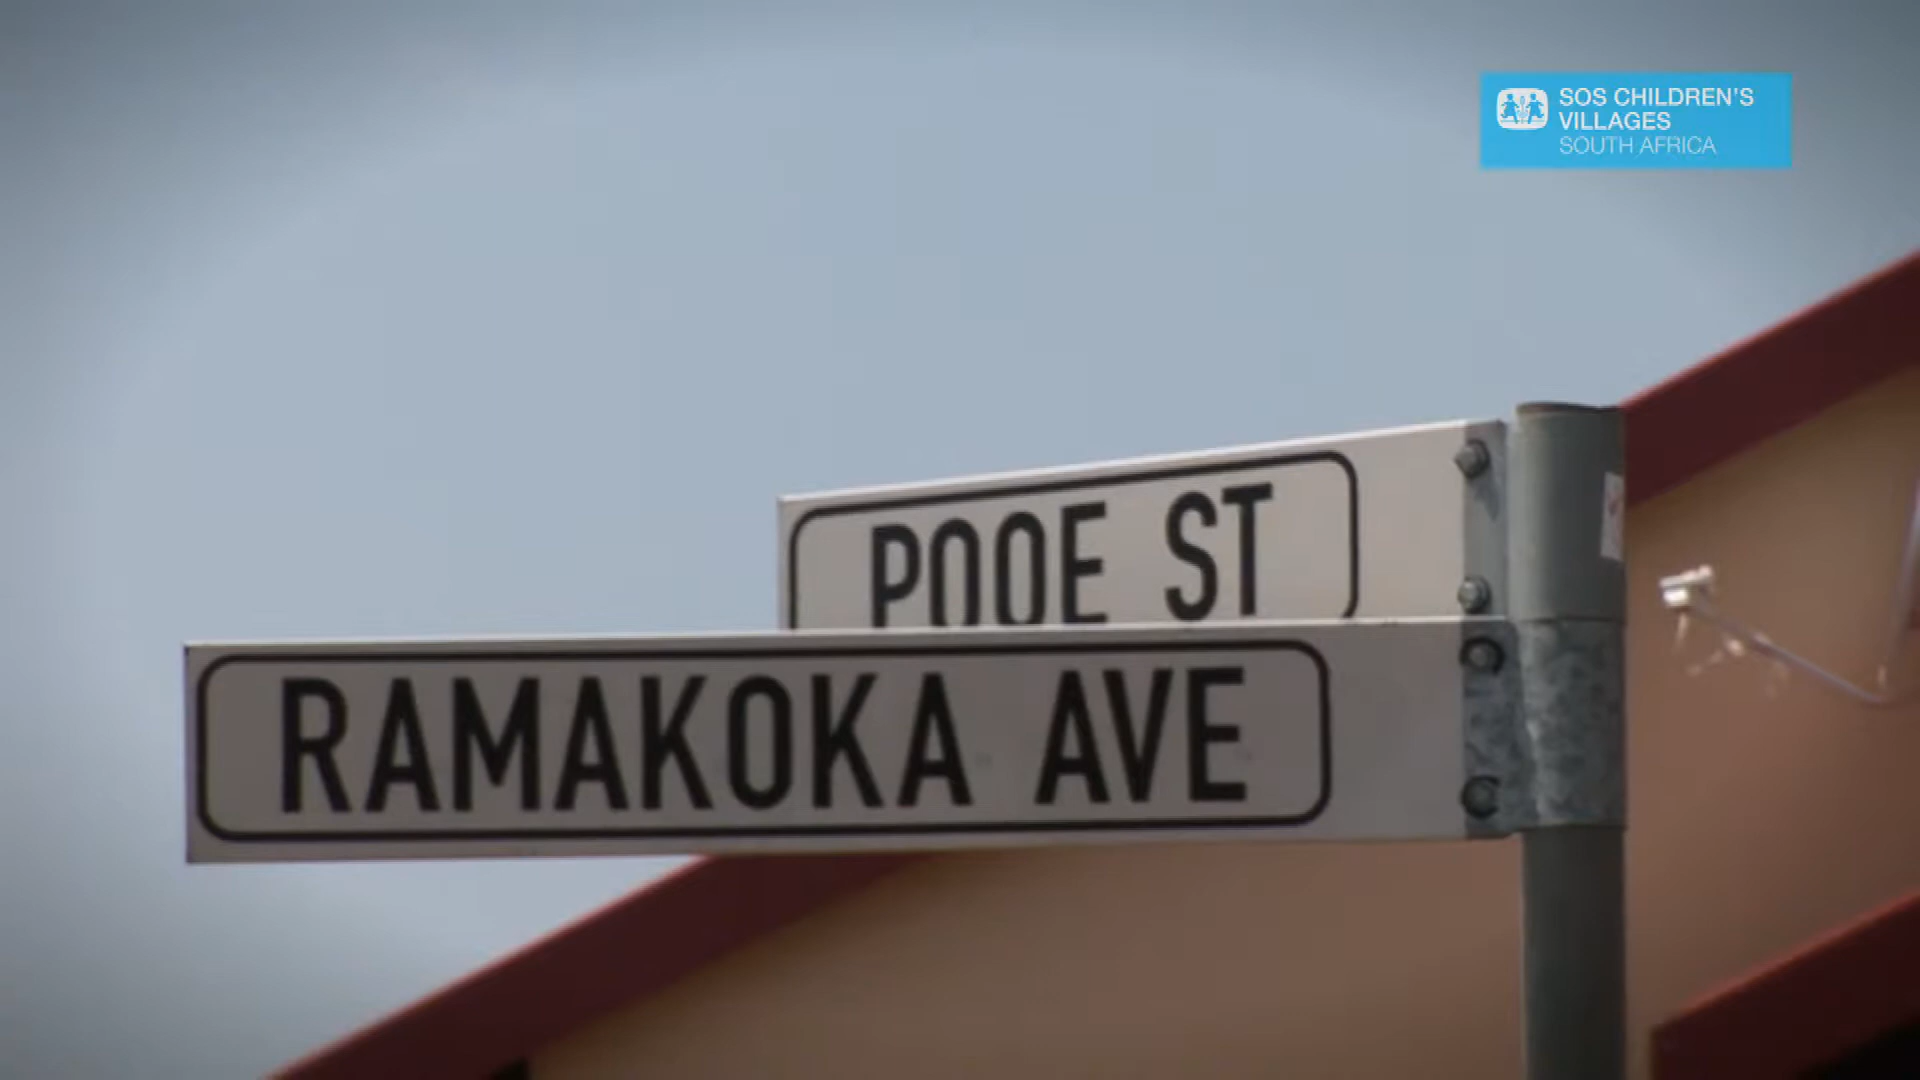 SOS CHILDREN'S
VILLAGES
SOUTH AFRICA
POOE ST
RAMAKOKA AVE